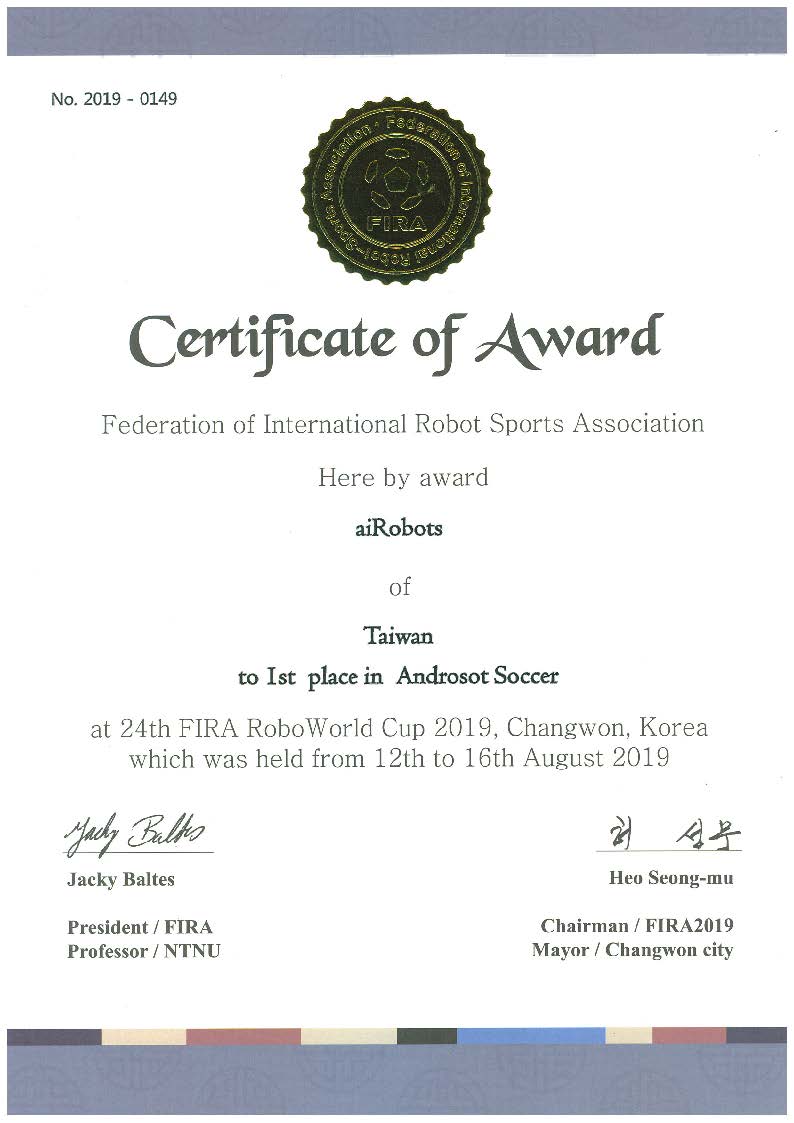 No. 2019 - 0149
Federation of International Robot-Sports Association
FIRA
Certificate of Award
Federation of International Robot Sports Association
Here by award
aiRobots
of
Taiwan
to 1st place in Androsot Soccer
at 24th FIRA RoboWorld Cup 2019, Changwon, Korea
which was held from 12th to 16th August 2019
Jacky Baltes
허 성무
Jacky Baltes
Heo Seong-mu
President / FIRA
Chairman / FIRA2019
Professor / NTNU
Mayor / Changwon city